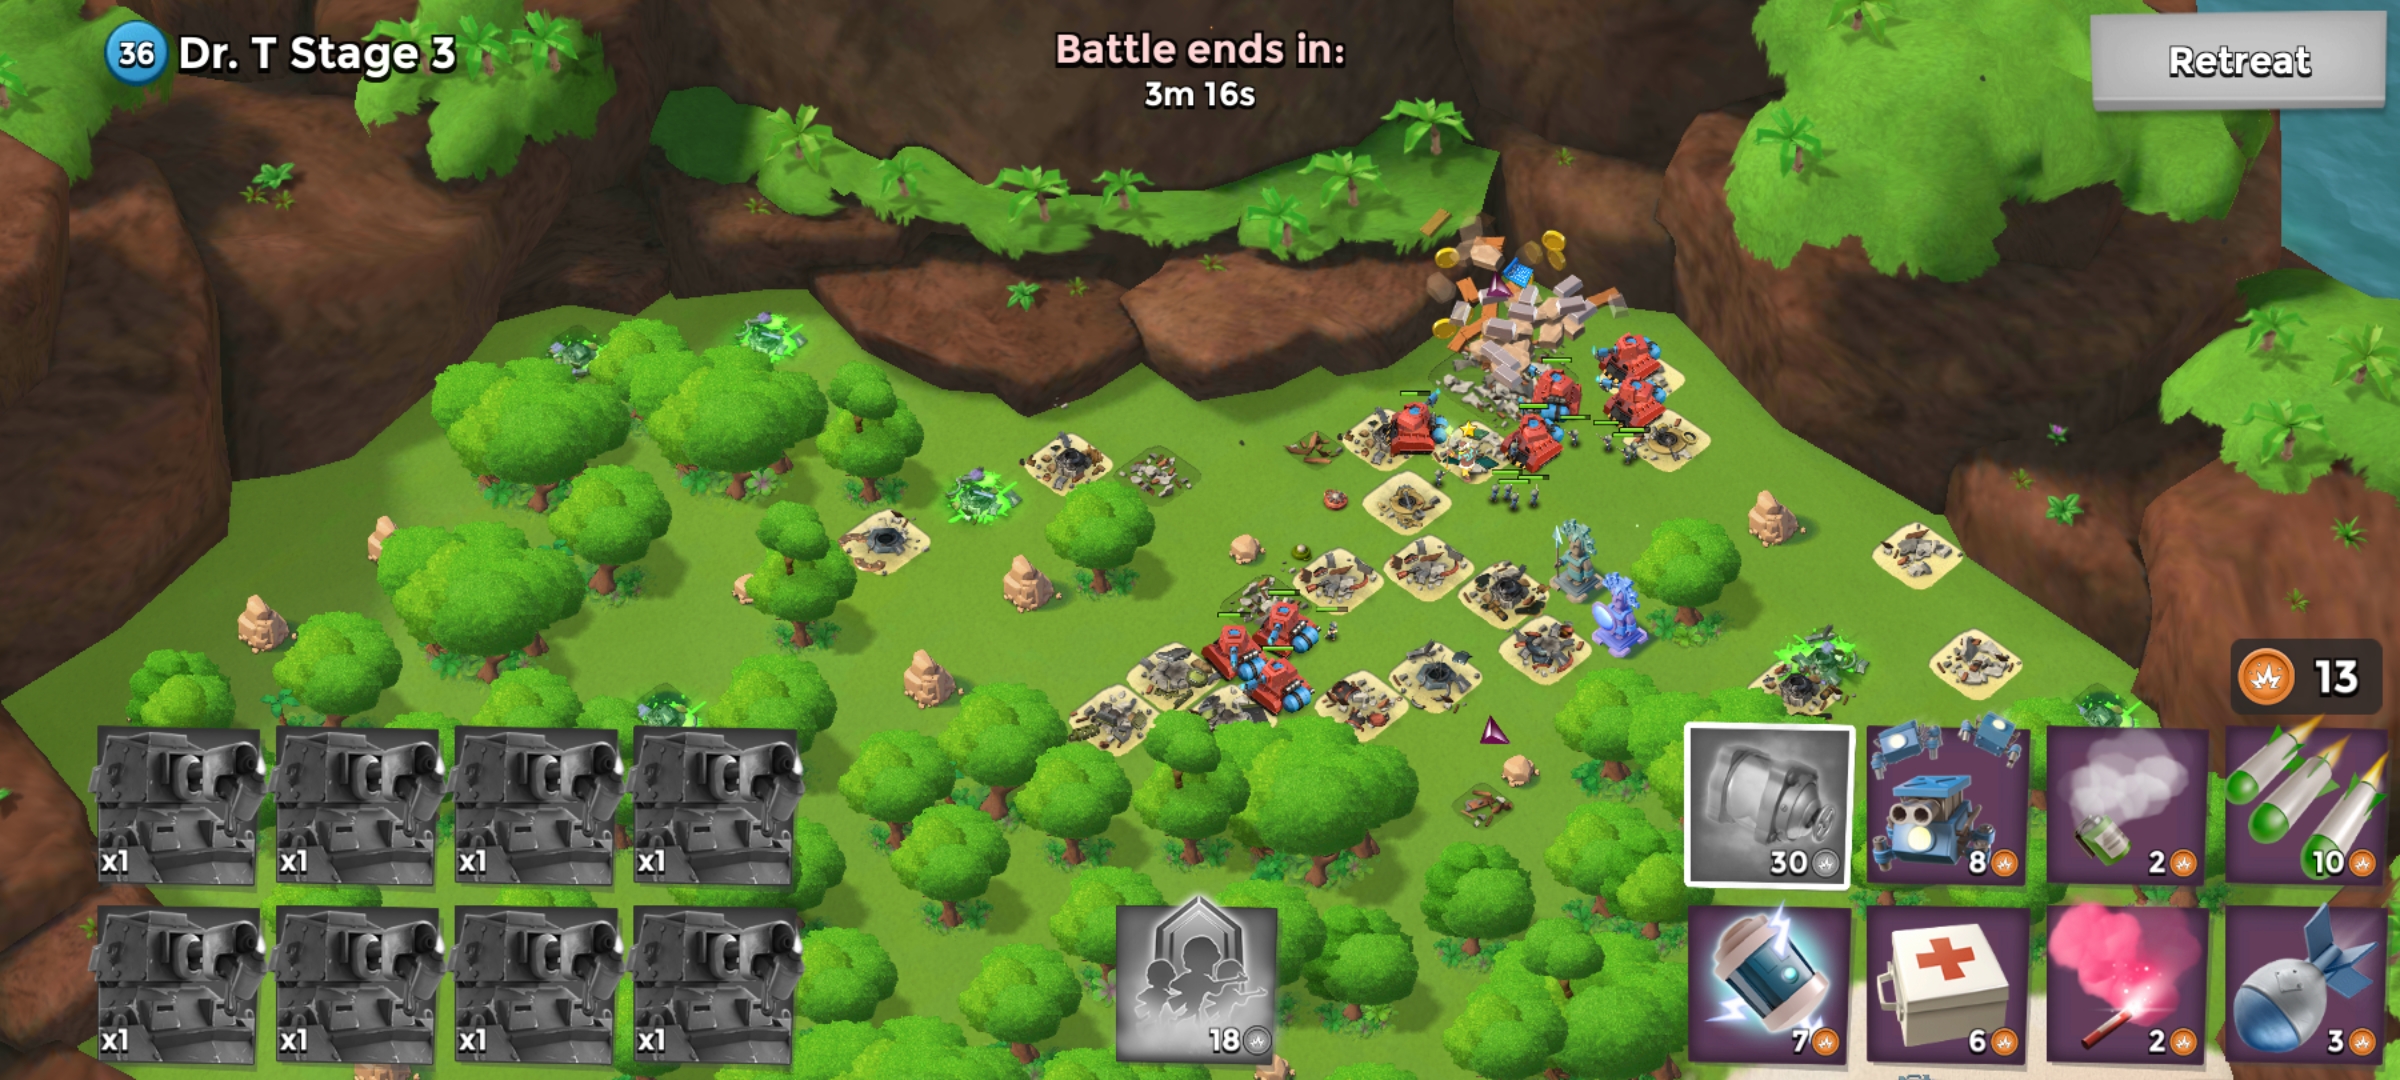 36 Dr. T Stage 3
Battle ends in:
3m 16s
Retreat
13
x1 x1 x1 x1
30 8 2 10
x1 x1 x1 x1
18
7 6 2 3